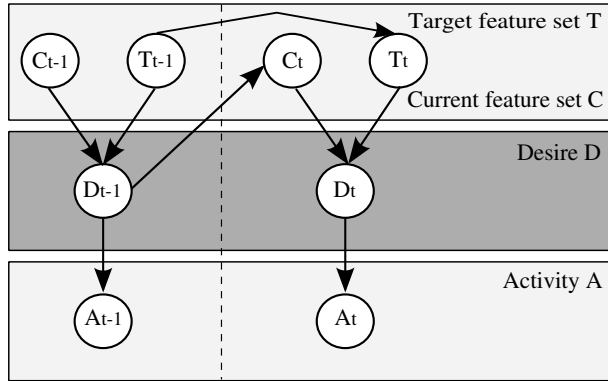 Target feature set T
Ct-1 Tt-1 Ct Tt
Current feature set C
Desire D
Dt-1 Dt
Activity A
At-1 At